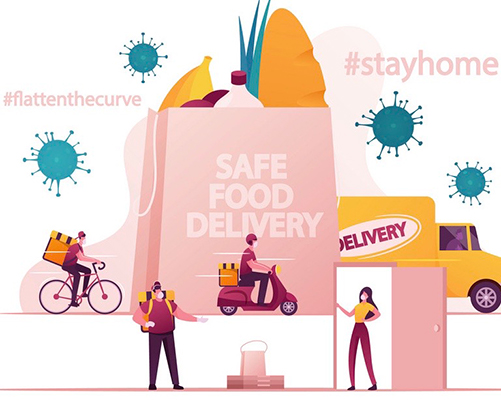 #stayhome
#flattenthecurve
SAFE
FOOD
DELIVERY
DELIVERY